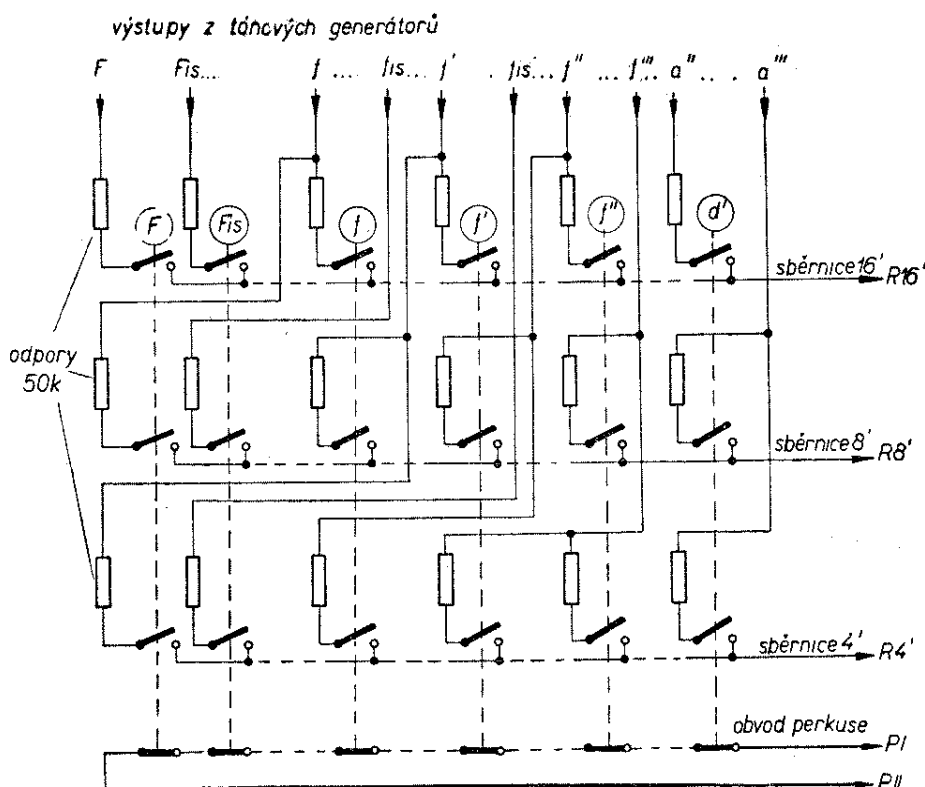 výstupy z tónových generátorů
F Fis... f .... fis... f' . fis'... f'' ... f'''... a''... . a'''
F Fis f f' f'' d'
sběrnice 16' R16'
odpory
50k
sběrnice 8' R8'
sběrnice 4' R4'
obvod perkuse
PI
PII